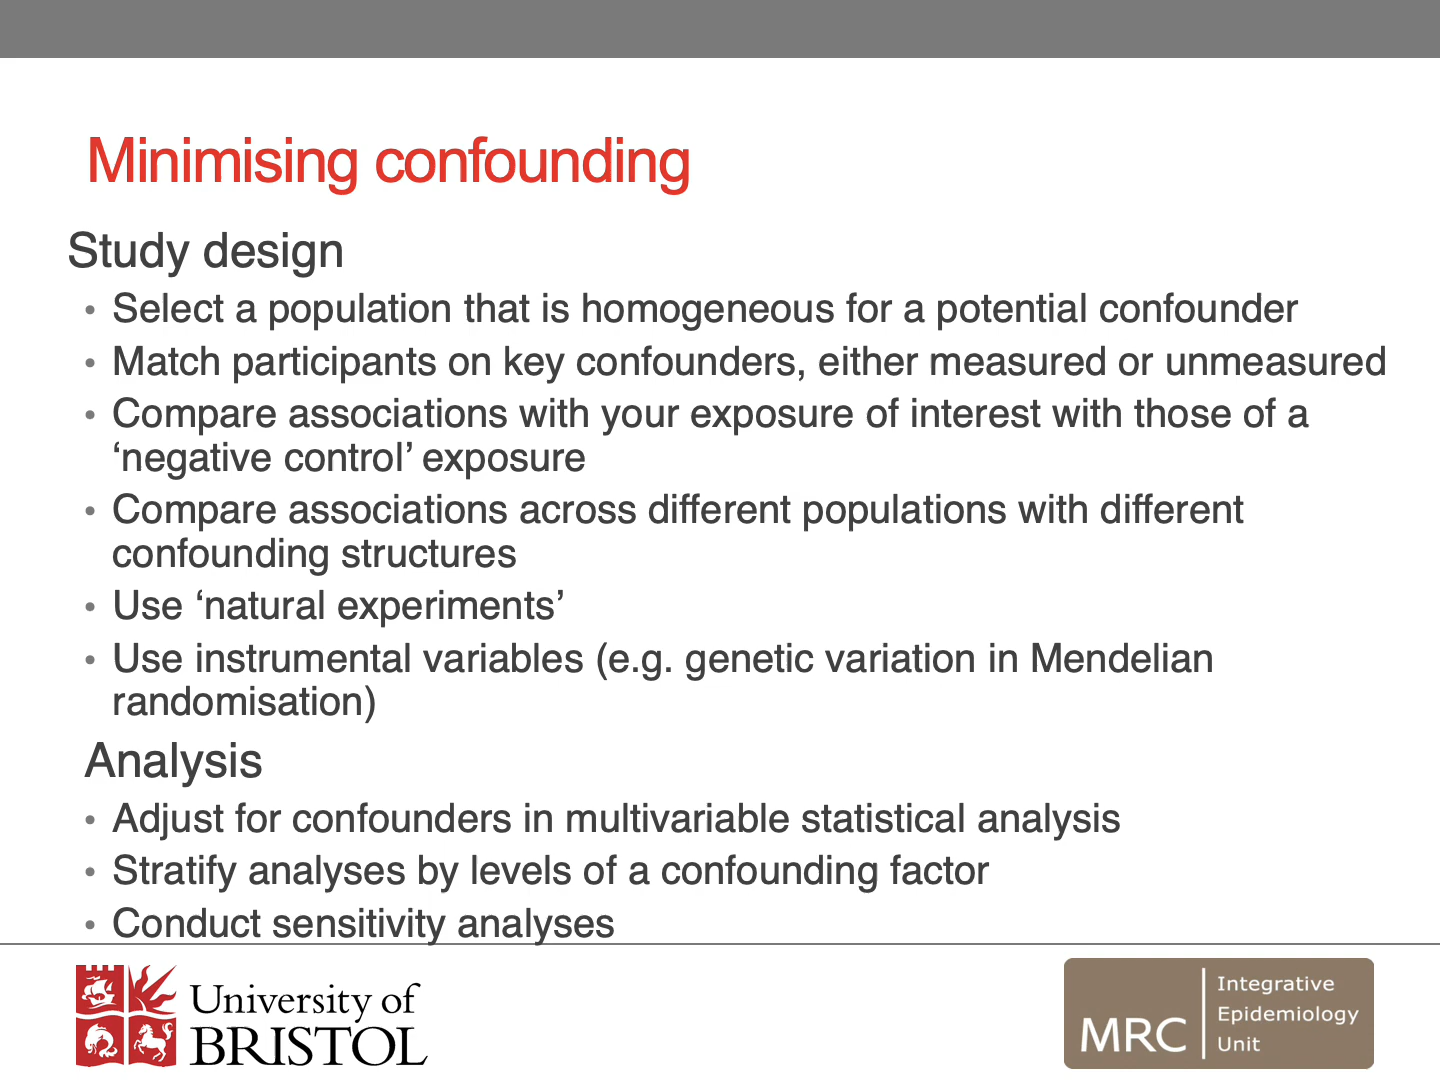 Minimising confounding
Study design
• Select a population that is homogeneous for a potential confounder
• Match participants on key confounders, either measured or unmeasured
• Compare associations with your exposure of interest with those of a
‘negative control’ exposure
• Compare associations across different populations with different
confounding structures
• Use ‘natural experiments’
• Use instrumental variables (e.g. genetic variation in Mendelian
randomisation)
Analysis
• Adjust for confounders in multivariable statistical analysis
• Stratify analyses by levels of a confounding factor
• Conduct sensitivity analyses
University of
BRISTOL
MRC
Integrative
Epidemiology
Unit